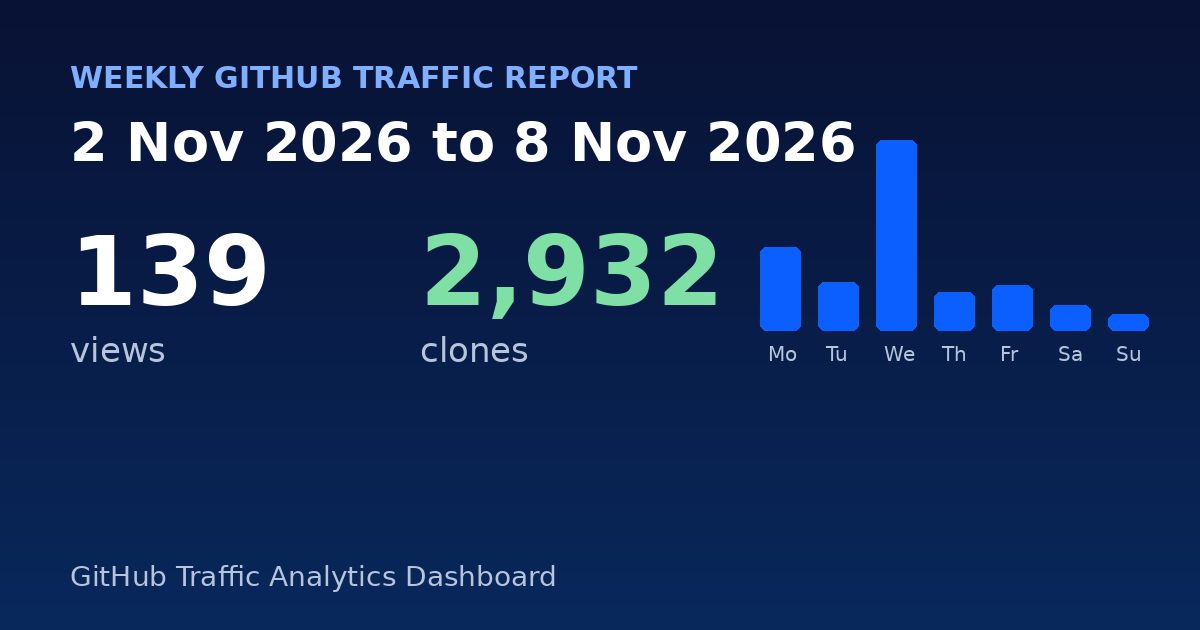 WEEKLY GITHUB TRAFFIC REPORT
2 Nov 2026 to 8 Nov 2026
139 2,932
views clones
Mo Tu We Th Fr Sa Su
GitHub Traffic Analytics Dashboard